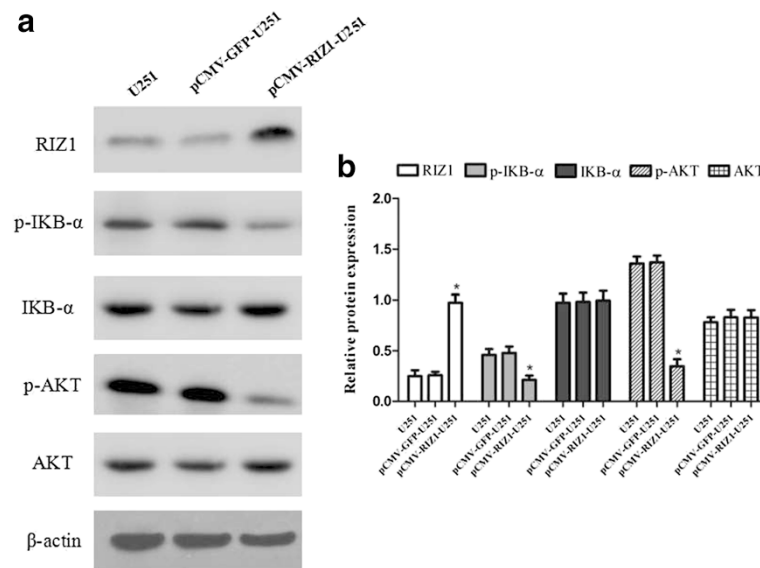 a
U251
pCMV-GFP-U251
pCMV-RIZ1-U251
RIZ1
p-IKB-α
IKB-α
p-AKT
AKT
β-actin
b
RIZ1 p-IKB-α IKB-α p-AKT AKT
Relative protein expression
2.0
1.5
1.0
0.5
0.0
*
*
*
U251
pCMV-GFP-U251
pCMV-RIZ1-U251
U251
pCMV-GFP-U251
pCMV-RIZ1-U251
U251
pCMV-GFP-U251
pCMV-RIZ1-U251
U251
pCMV-GFP-U251
pCMV-RIZ1-U251
U251
pCMV-GFP-U251
pCMV-RIZ1-U251